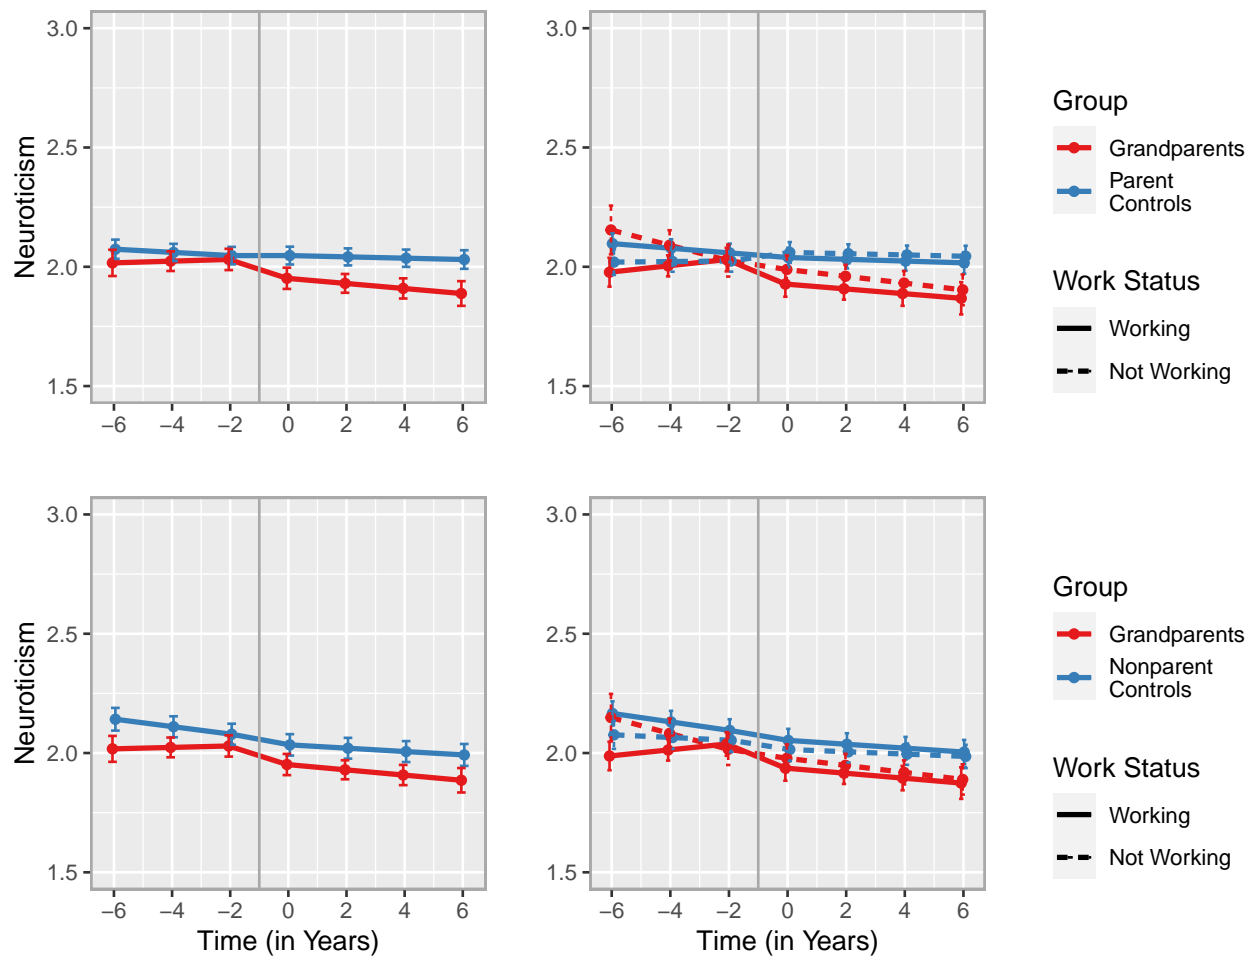 3.0
2.5
2.0
1.5
Neuroticism
−6 −4 −2 0 2 4 6
3.0
2.5
2.0
1.5
−6 −4 −2 0 2 4 6
Group
Grandparents
Parent
Controls
Work Status
Working
Not Working
3.0
2.5
2.0
1.5
Neuroticism
−6 −4 −2 0 2 4 6
Time (in Years)
3.0
2.5
2.0
1.5
−6 −4 −2 0 2 4 6
Time (in Years)
Group
Grandparents
Nonparent
Controls
Work Status
Working
Not Working